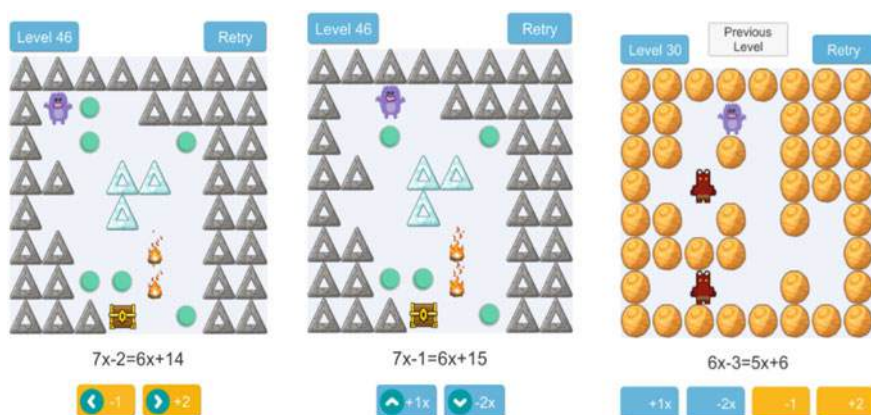 Level 46
Retry
7x-2=6x+14
-1
+2
Level 46
Retry
7x-1=6x+15
+1x
-2x
Previous
Level
Level 30
Retry
6x-3=5x+6
+1x
-2x
-1
+2